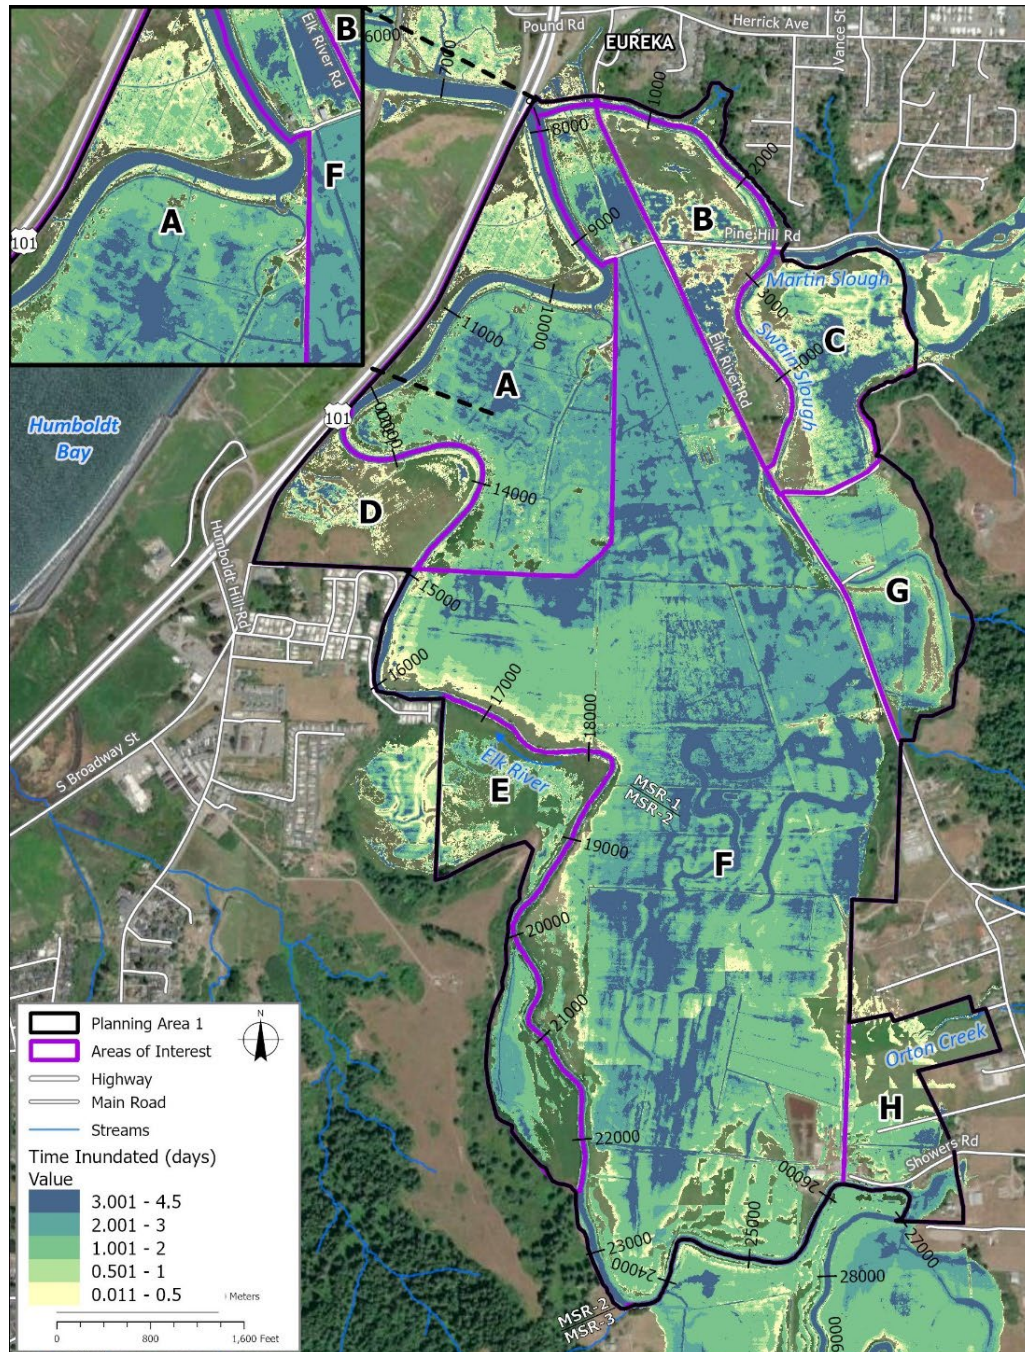 B
Elk River Rd
6000
7000
A
F
101
Pound Rd
Herrick Ave
Vance St
EUREKA
1000
8000
2000
9000
B
Pine Hill Rd
Martin Slough
3000
10000
11000
Swain Slough
C
Elk River Rd
A
101
Humboldt
Bay
14000
D
Humboldt Hill Rd
15000
G
16000
17000
18000
S Broadway St
Elk River
E
MSR-1
MSR-2
19000
F
20000
21000
Orton Creek
H
22000
Showers Rd
26000
23000
24000
25000
27000
28000
MSR-2
MSR-3
Planning Area 1
N
Areas of Interest
Highway
Main Road
Streams
Time Inundated (days)
Value
3.001 - 4.5
2.001 - 3
1.001 - 2
0.501 - 1
0.011 - 0.5
Meters
0 800 1,600 Feet